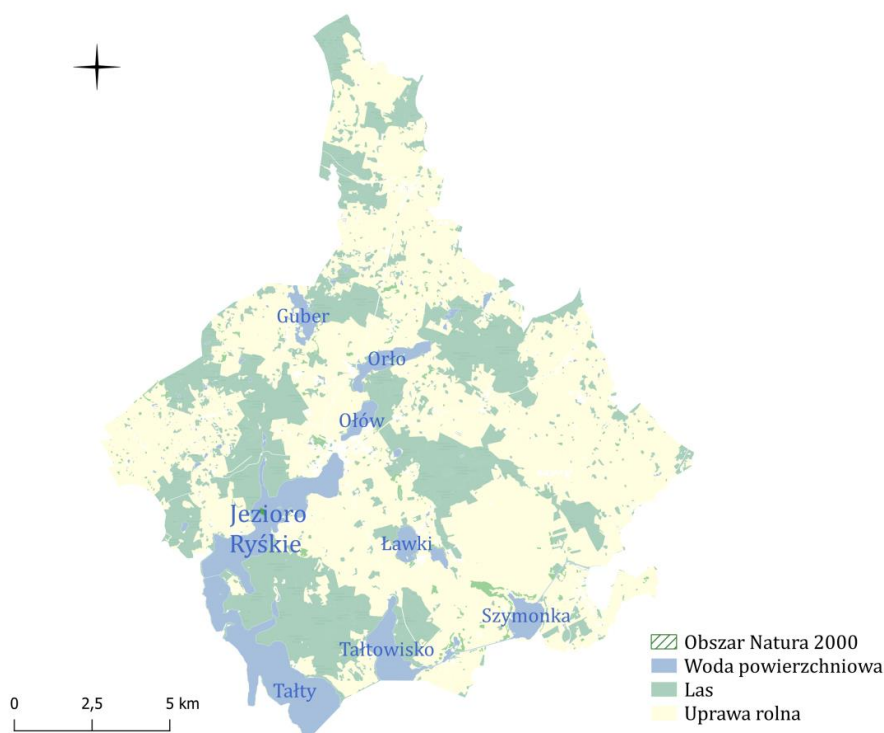 Guber
Orło
Ołów
Jezioro
Ryśkie
Ławki
Szymonka
Tałtowisko
Tałty
0 2,5 5 km
Obszar Natura 2000
Woda powierzchniowa
Las
Uprawa rolna